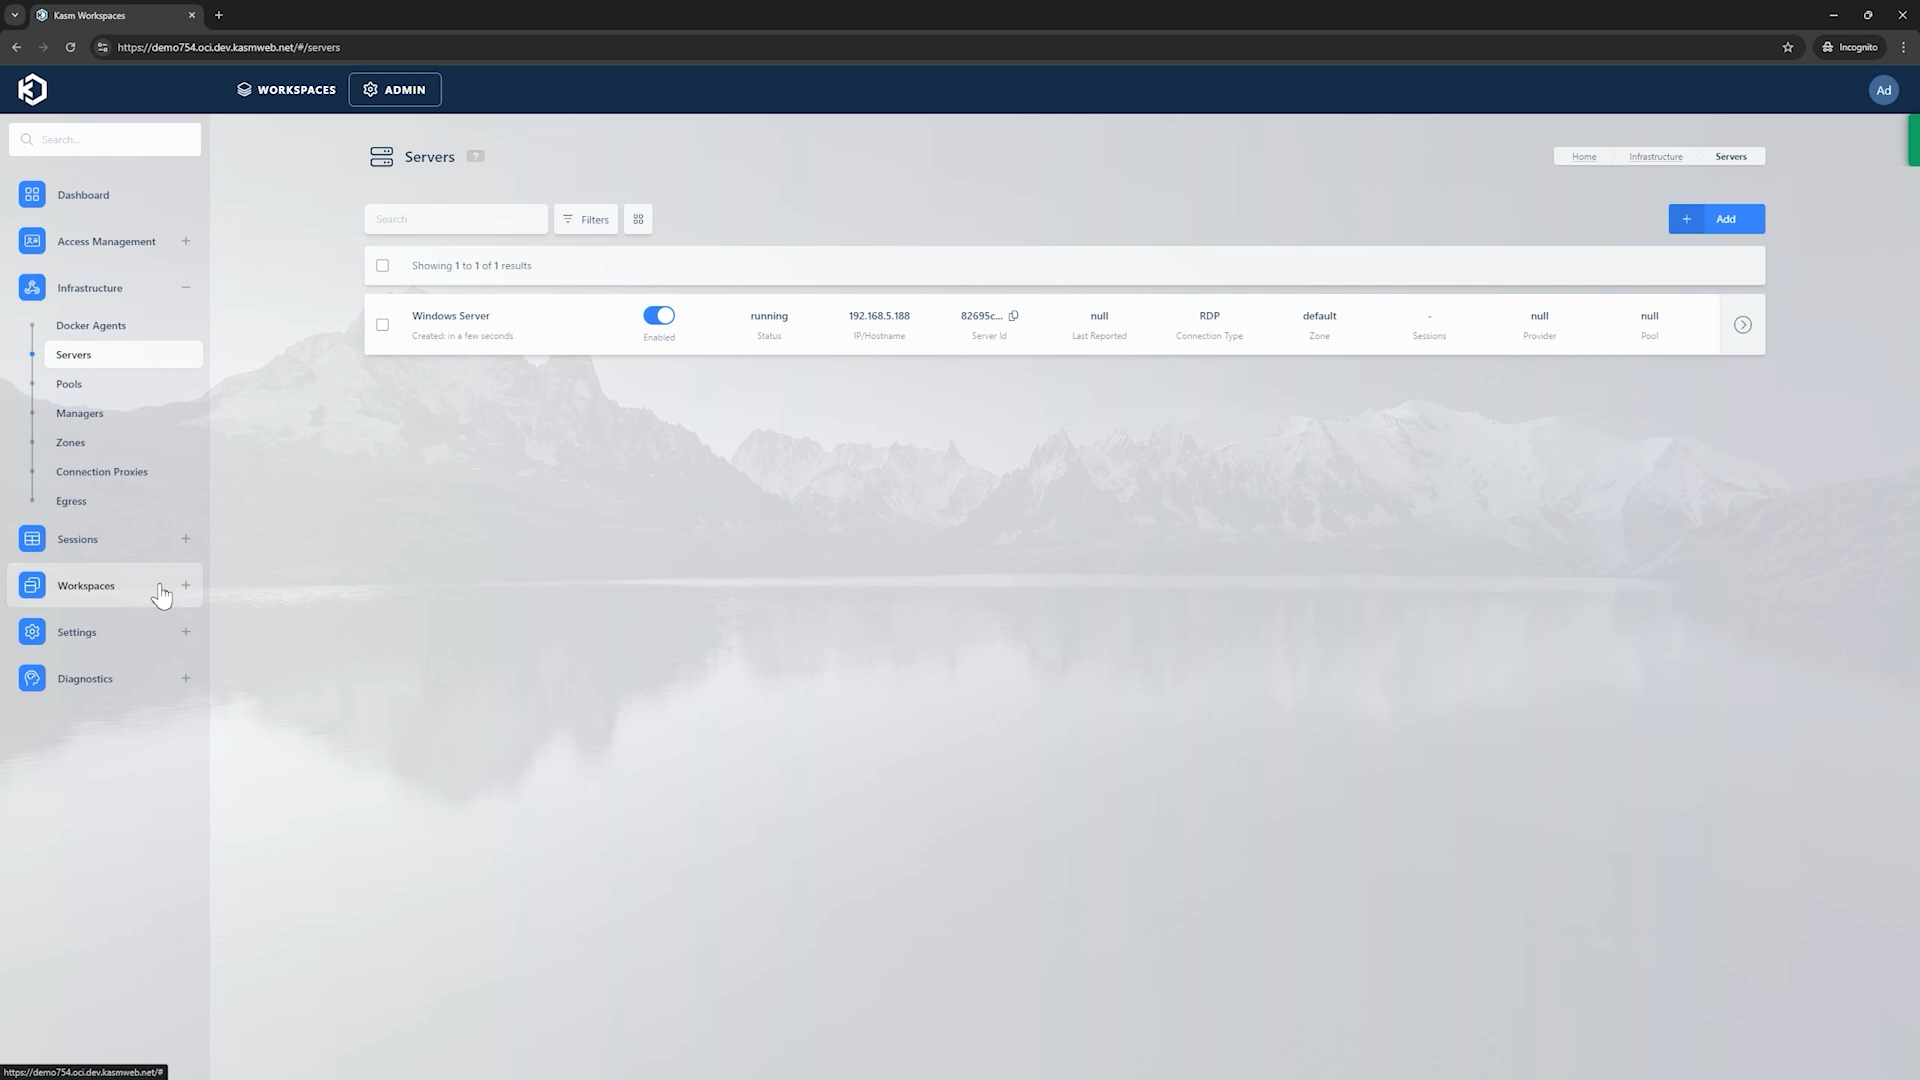 Kasm Workspaces
https://demo754.oci.dev.kasmweb.net/#/servers
Incognito
WORKSPACES
ADMIN
Ad
Search...
Servers
?
Home
Infrastructure
Servers
Dashboard
Search
Filters
+ Add
Access Management +
Showing 1 to 1 of 1 results
Infrastructure −
Windows Server
running
192.168.5.188
82695c...
null
RDP
default
-
null
null
Created: in a few seconds
Enabled
Status
IP/Hostname
Server Id
Last Reported
Connection Type
Zone
Sessions
Provider
Pool
Docker Agents
Servers
Pools
Managers
Zones
Connection Proxies
Egress
Sessions +
Workspaces +
Settings +
Diagnostics +
https://demo754.oci.dev.kasmweb.net/#